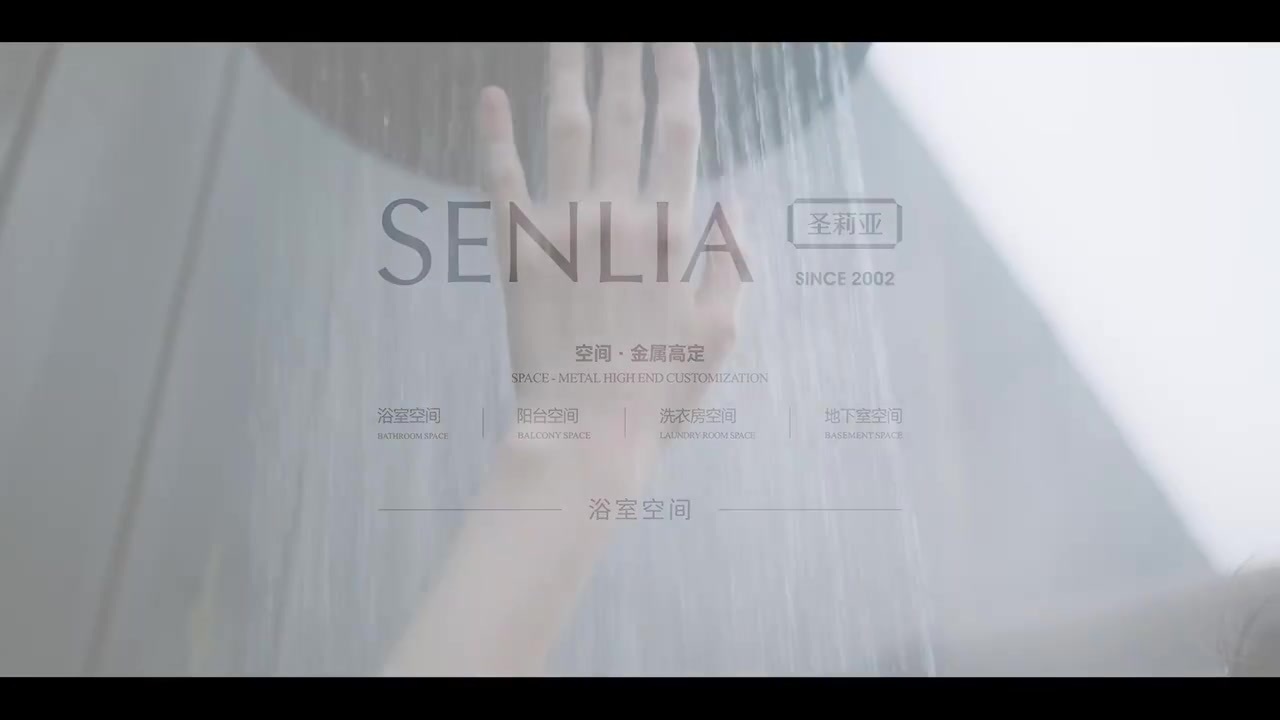 SENLIA
圣莉亚
SINCE 2002
空间·金属高定
SPACE - METAL HIGH END CUSTOMIZATION
浴室空间 阳台空间 洗衣房空间 地下室空间
BATHROOM SPACE BALCONY SPACE LAUNDRY ROOM SPACE BASEMENT SPACE
浴室空间